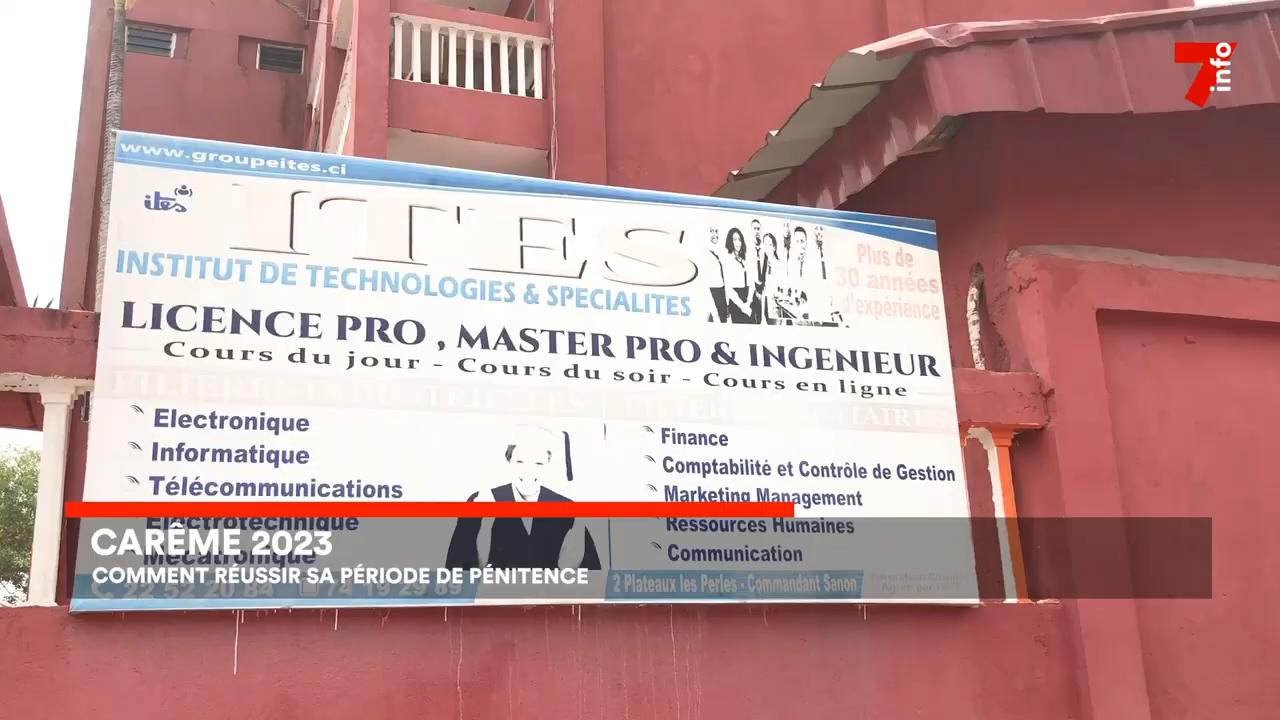 7 info
www.groupeites.ci
ites
ITES
INSTITUT DE TECHNOLOGIES & SPECIALITES
Plus de
30 années
d'expérience
LICENCE PRO , MASTER PRO & INGENIEUR
Cours du jour - Cours du soir - Cours en ligne
Electronique
Informatique
Télécommunications
Electrotechnique
Mécatronique
Finance
Comptabilité et Contrôle de Gestion
Marketing Management
Ressources Humaines
Communication
2 Plateaux les Perles - Commandant Sanon
CARÊME 2023
COMMENT RÉUSSIR SA PÉRIODE DE PÉNITENCE